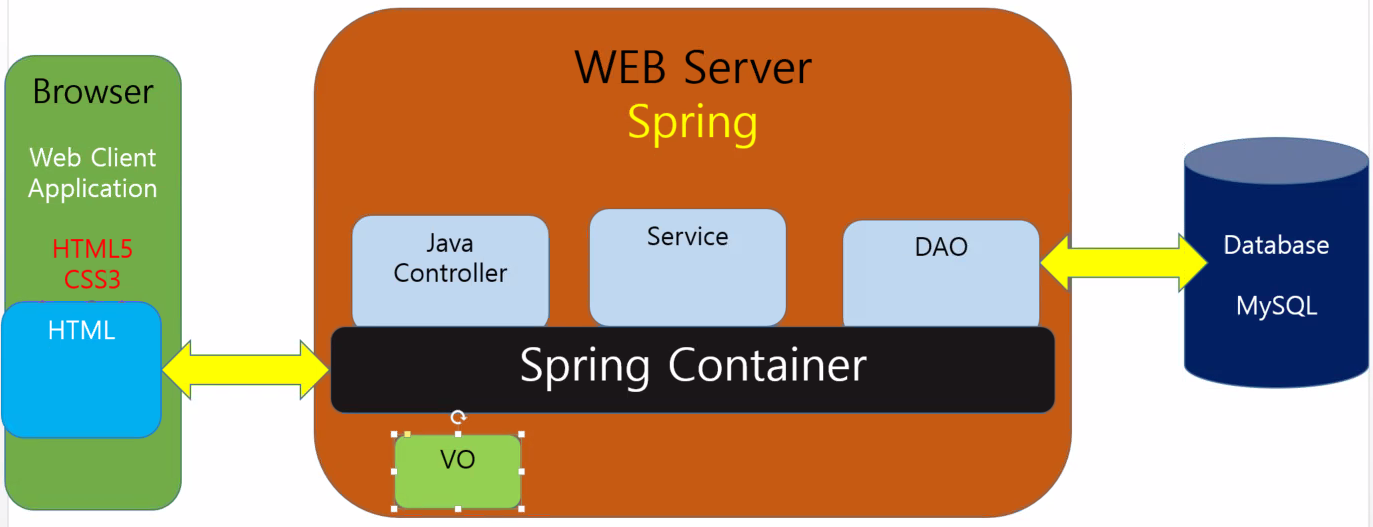 Browser
Web Client
Application
HTML5
CSS3
HTML
WEB Server
Spring
Java
Controller
Service
DAO
Spring Container
VO
Database
MySQL